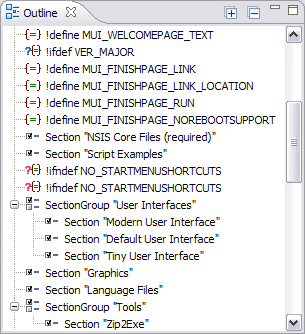 Outline
!define MUI_WELCOMEPAGE_TEXT
!ifdef VER_MAJOR
!define MUI_FINISHPAGE_LINK
!define MUI_FINISHPAGE_LINK_LOCATION
!define MUI_FINISHPAGE_RUN
!define MUI_FINISHPAGE_NOREBOOTSUPPORT
Section "NSIS Core Files (required)"
Section "Script Examples"
!ifndef NO_STARTMENUSHORTCUTS
!ifndef NO_STARTMENUSHORTCUTS
SectionGroup "User Interfaces"
Section "Modern User Interface"
Section "Default User Interface"
Section "Tiny User Interface"
Section "Graphics"
Section "Language Files"
SectionGroup "Tools"
Section "Zip2Exe"